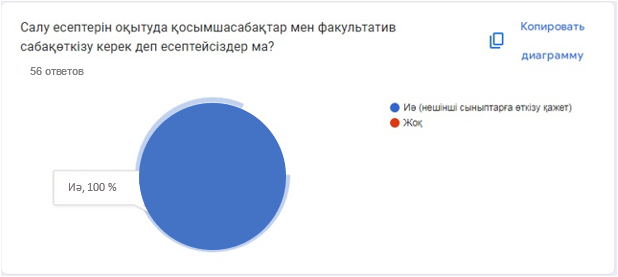 Салу есептерін оқытуда қосымшасабақтар мен факультатив
сабақөткізу керек деп есептейсіздер ма?
Копировать
диаграмму
56 ответов
Иә (нешінші сыныптарға өткізу қажет)
Жоқ
Иә, 100 %